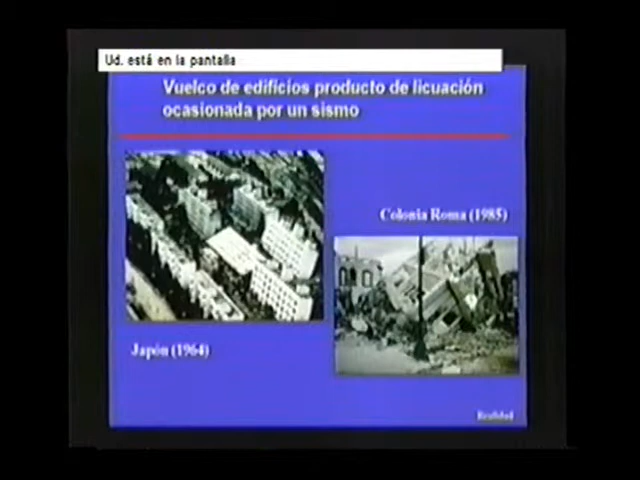 Ud. está en la pantalla
Vuelco de edificios producto de licuación
ocasionada por un sismo
Colonia Roma (1985)
Japón (1964)
Realidad